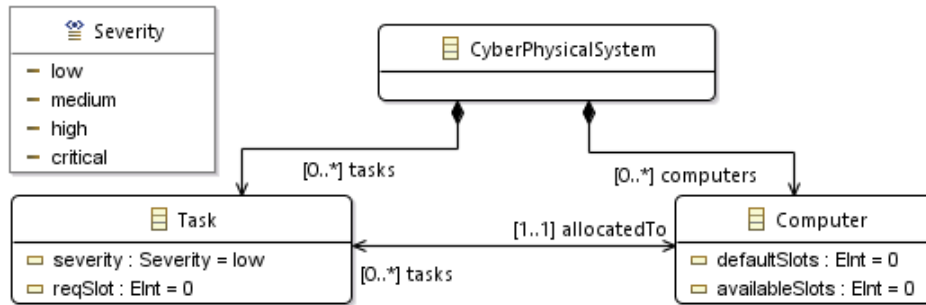 Severity
low
medium
high
critical
CyberPhysicalSystem
[0..*] tasks
[0..*] computers
Task
severity : Severity = low
reqSlot : EInt = 0
[1..1] allocatedTo
[0..*] tasks
Computer
defaultSlots : EInt = 0
availableSlots : EInt = 0